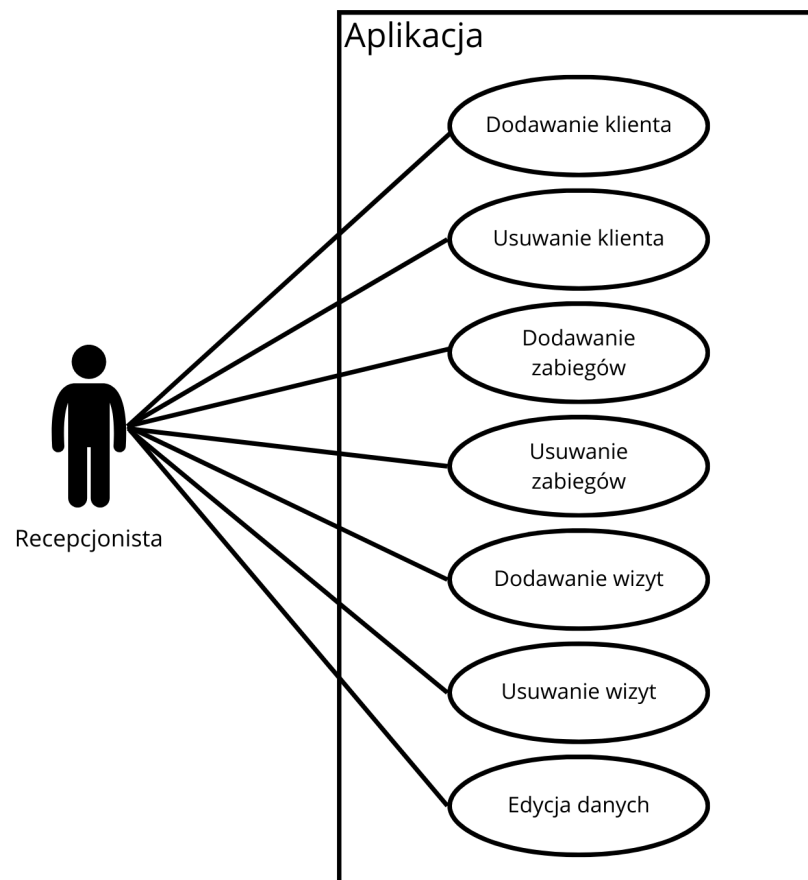 Aplikacja
Dodawanie klienta
Usuwanie klienta
Dodawanie
zabiegów
Usuwanie
zabiegów
Recepcjonista
Dodawanie wizyt
Usuwanie wizyt
Edycja danych